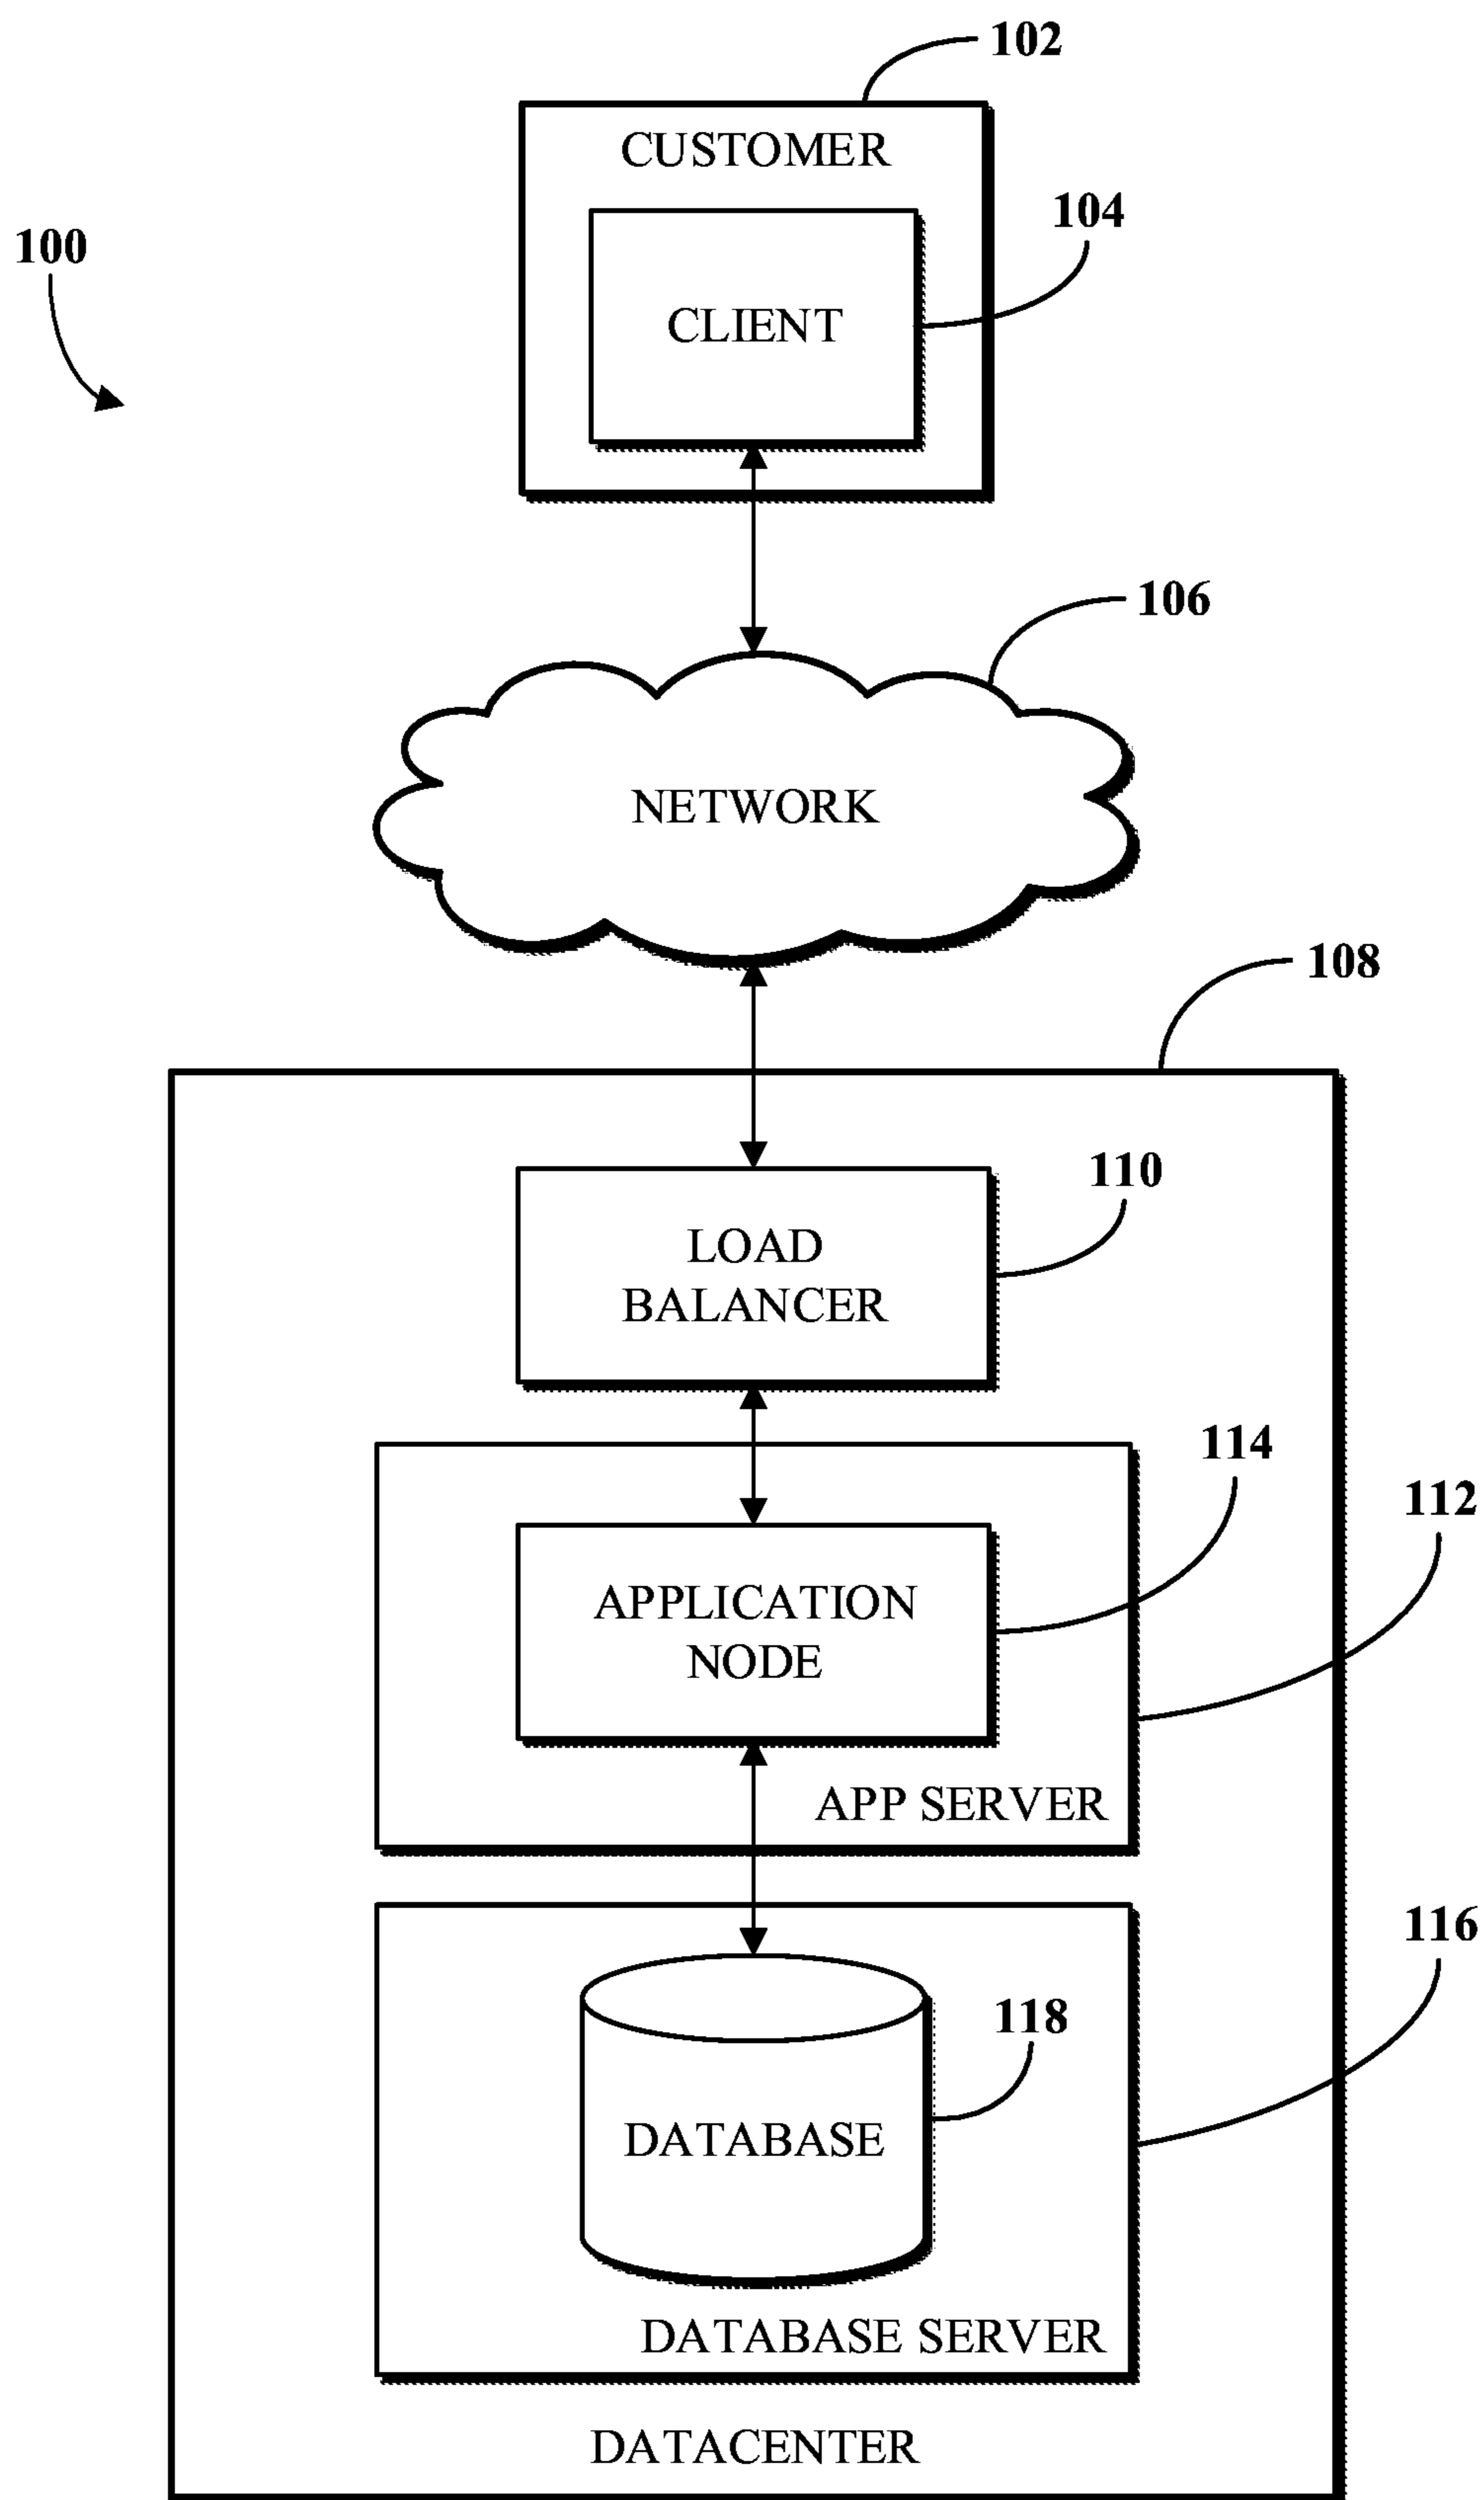 102
CUSTOMER
104
100
CLIENT
106
NETWORK
108
110
LOAD
BALANCER
114
112
APPLICATION
NODE
APP SERVER
116
118
DATABASE
DATABASE SERVER
DATACENTER